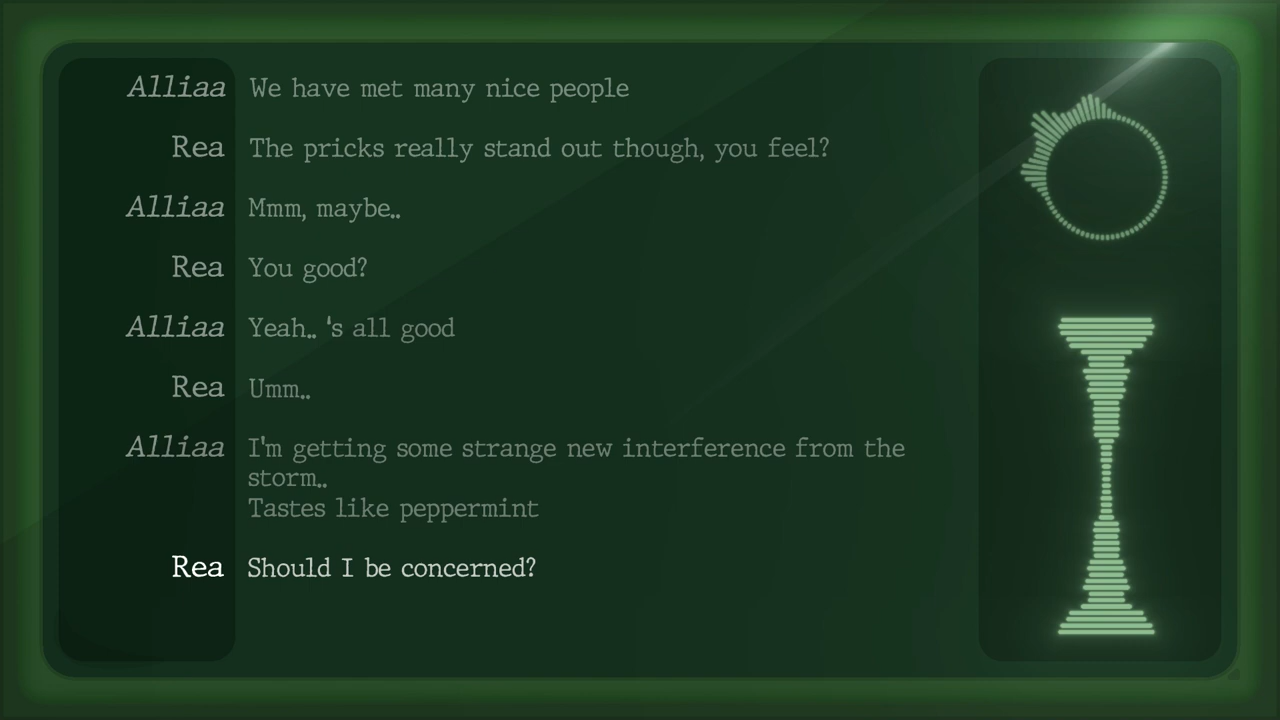 Alliaa We have met many nice people
Rea The pricks really stand out though, you feel?
Alliaa Mmm, maybe..
Rea You good?
Alliaa Yeah.. 's all good
Rea Umm..
Alliaa I'm getting some strange new interference from the
storm..
Tastes like peppermint
Rea Should I be concerned?